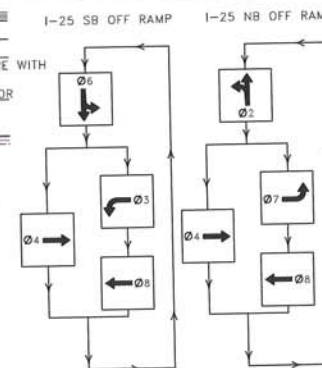 I-25 SB OFF RAMP
I-25 NB OFF RAM
E WITH
OR
Ø6
Ø2
Ø3
Ø7
Ø4
Ø4
Ø8
Ø8